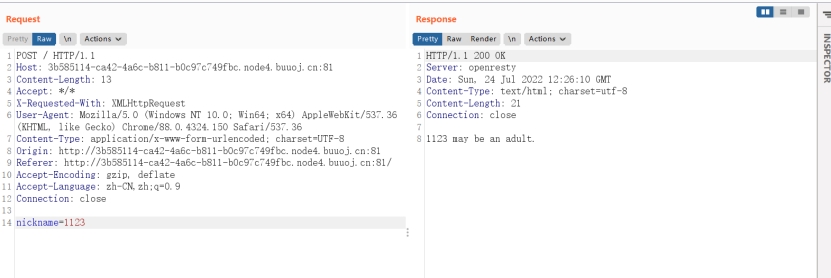 Request
Pretty Raw \n Actions
1 POST / HTTP/1.1
2 Host: 3b585114-ca42-4a6c-b811-b0c97c749fbc.node4.buuoj.cn:81
3 Content-Length: 13
4 Accept: */*
5 X-Requested-With: XMLHttpRequest
6 User-Agent: Mozilla/5.0 (Windows NT 10.0; Win64; x64) AppleWebKit/537.36
(KHTML, like Gecko) Chrome/88.0.4324.150 Safari/537.36
7 Content-Type: application/x-www-form-urlencoded; charset=UTF-8
8 Origin: http://3b585114-ca42-4a6c-b811-b0c97c749fbc.node4.buuoj.cn:81
9 Referer: http://3b585114-ca42-4a6c-b811-b0c97c749fbc.node4.buuoj.cn:81/
10 Accept-Encoding: gzip, deflate
11 Accept-Language: zh-CN,zh;q=0.9
12 Connection: close
13
14 nickname=1123
Response
Pretty Raw Render \n Actions
1 HTTP/1.1 200 OK
2 Server: openresty
3 Date: Sun, 24 Jul 2022 12:26:10 GMT
4 Content-Type: text/html; charset=utf-8
5 Content-Length: 21
6 Connection: close
7
8 1123 may be an adult.
INSPECTOR